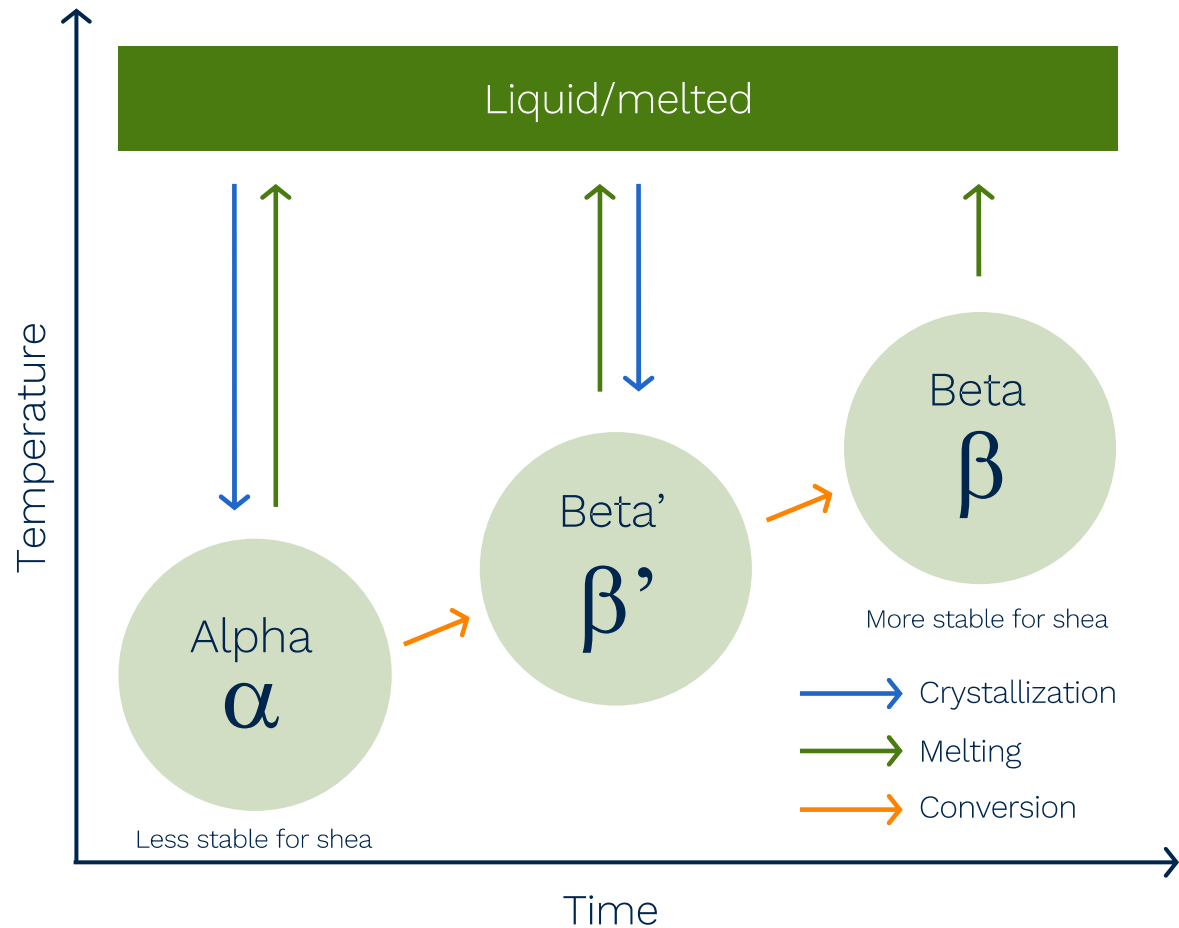 Liquid/melted
Temperature
Beta
β
Beta’
β’
Alpha
α
More stable for shea
Crystallization
Melting
Conversion
Less stable for shea
Time